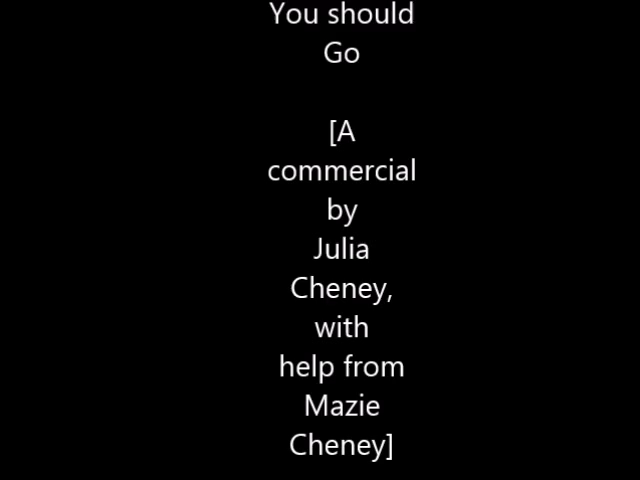 You should
Go
[A
commercial
by
Julia
Cheney,
with
help from
Mazie
Cheney]